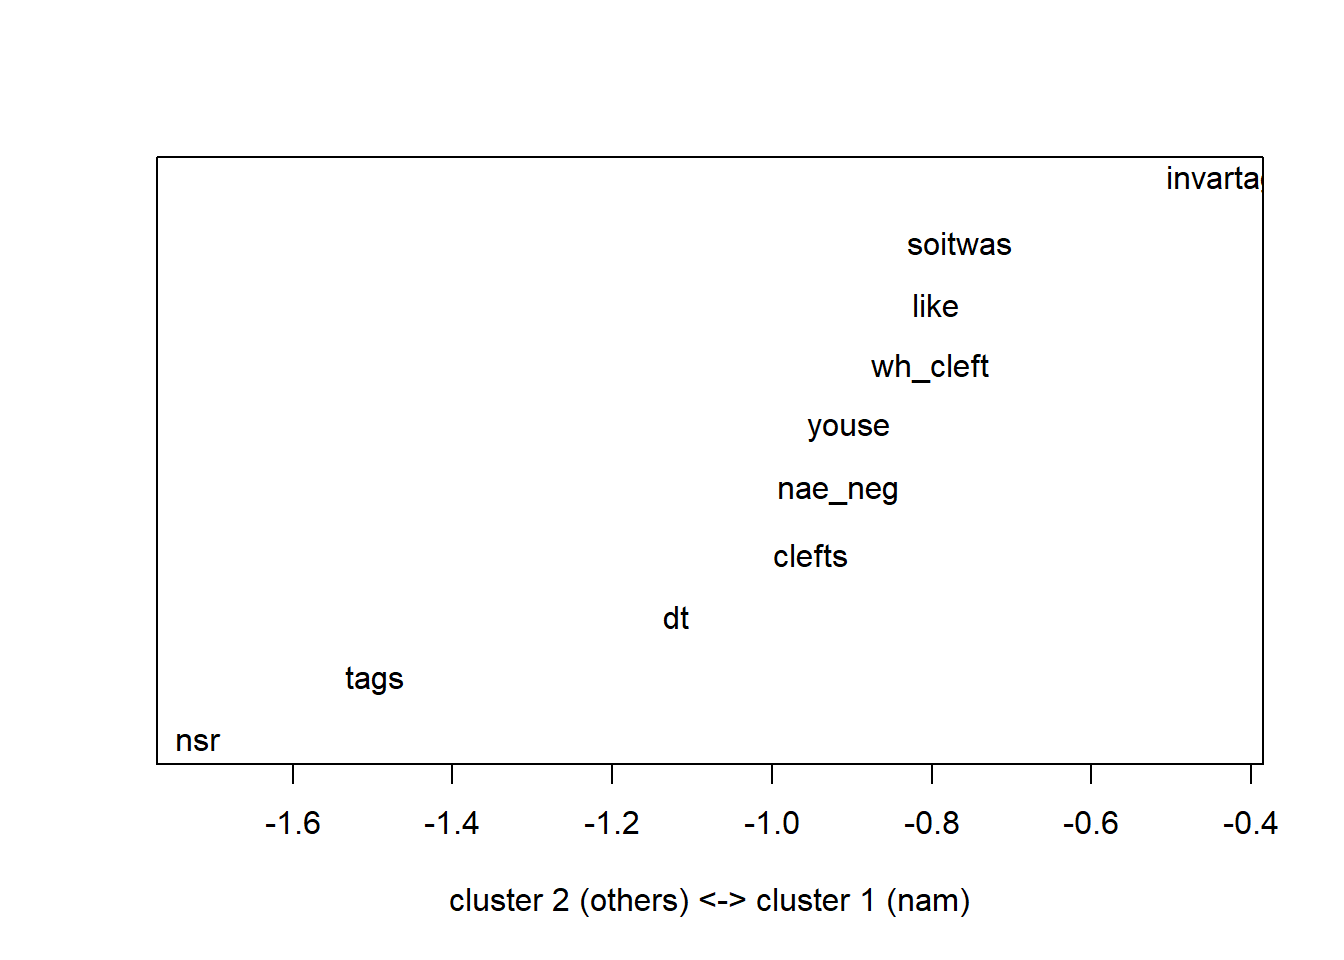 invarta
soitwas
like
wh_cleft
youse
nae_neg
clefts
dt
tags
nsr
-1.6 -1.4 -1.2 -1.0 -0.8 -0.6 -0.4
cluster 2 (others) <-> cluster 1 (nam)